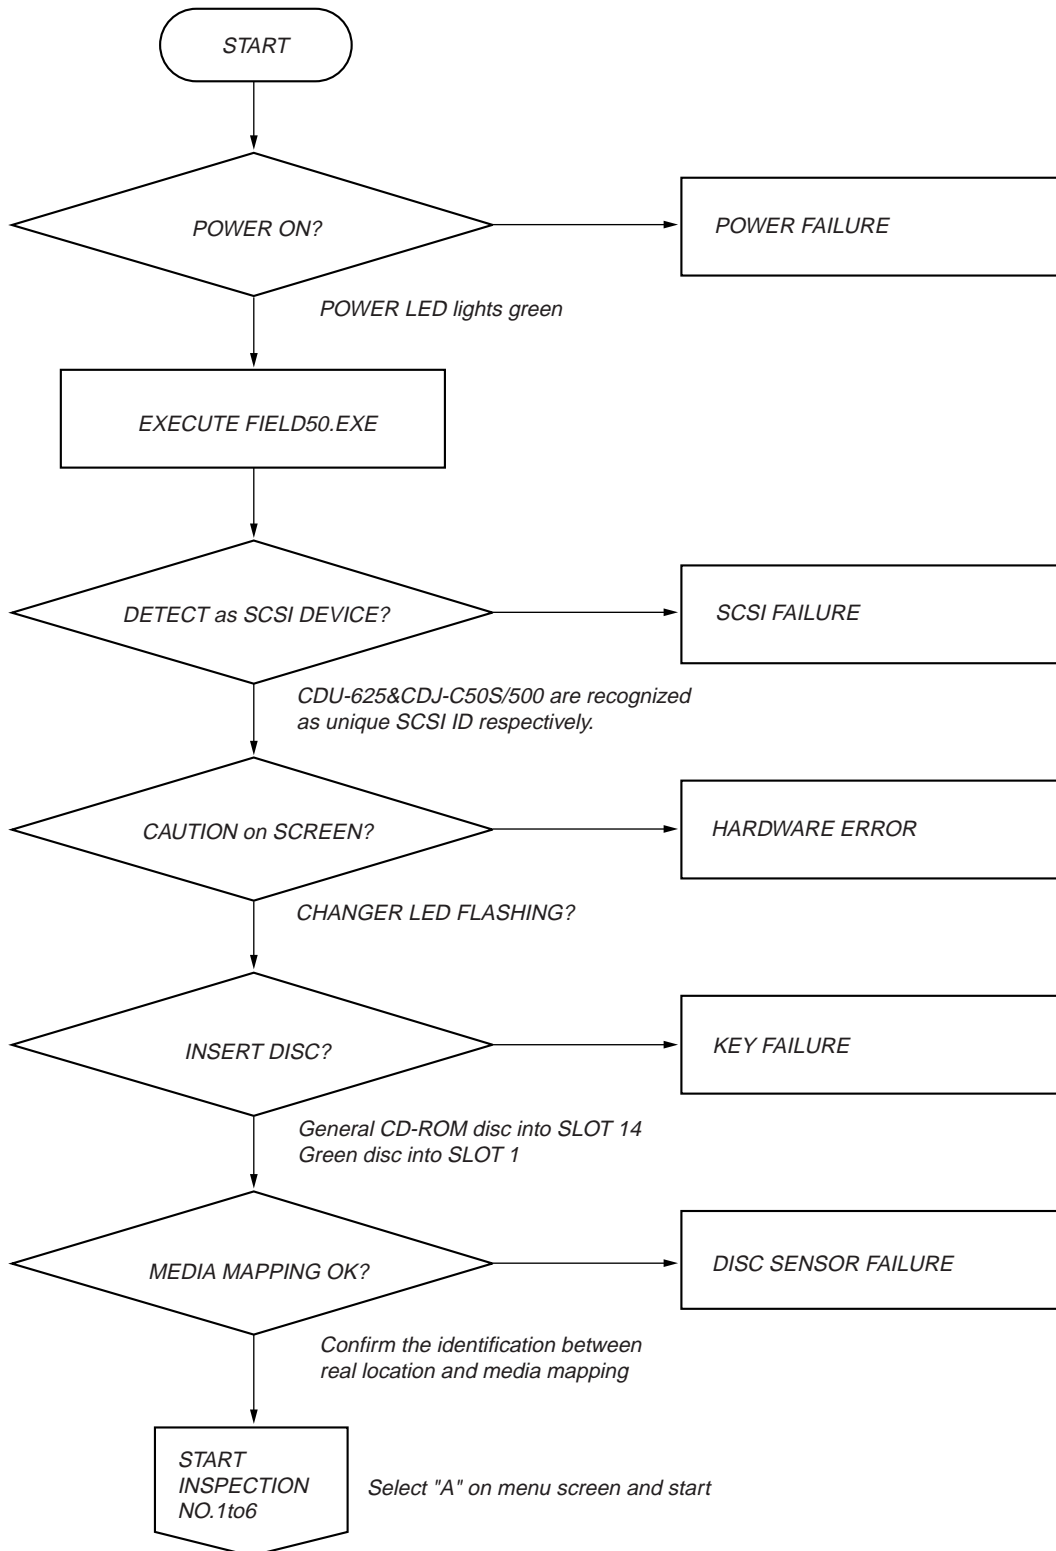 START
POWER ON?
POWER FAILURE
POWER LED lights green
EXECUTE FIELD50.EXE
DETECT as SCSI DEVICE?
SCSI FAILURE
CDU-625&CDJ-C50S/500 are recognized
as unique SCSI ID respectively.
CAUTION on SCREEN?
HARDWARE ERROR
CHANGER LED FLASHING?
INSERT DISC?
KEY FAILURE
General CD-ROM disc into SLOT 14
Green disc into SLOT 1
MEDIA MAPPING OK?
DISC SENSOR FAILURE
Confirm the identification between
real location and media mapping
START
INSPECTION
NO.1to6
Select "A" on menu screen and start